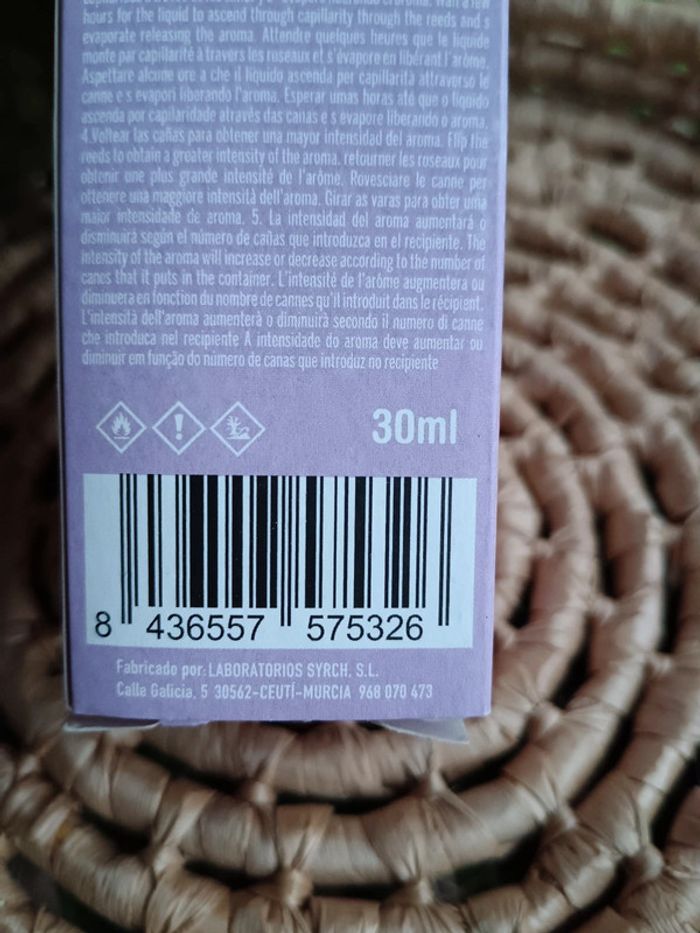 hours for the liquid to ascend through capillarity through the reeds and s
evaporate releasing the aroma. Attendre quelques heures que le liquide
monte par capillarité à travers les roseaux et s'évapore en libérant l'arôme.
Aspettare alcune ore a che il liquido ascenda per capillarità attraverso le
canne e s evapori liberando l'aroma. Esperar umas horas até que o líquido
ascenda por capilaridade através das canas e s evapore liberando o aroma.
4.Voltear las cañas para obtener una mayor intensidad del aroma. Flip the
reeds to obtain a greater intensity of the aroma. retourner les roseaux pour
obtenir une plus grande intensité de l'arôme. Rovesciare le canne per
ottenere una maggiore intensità dell'aroma. Girar as varas para obter uma
maior intensidade de aroma. 5. La intensidad del aroma aumentará o
disminuirá según el número de cañas que introduzca en el recipiente. The
intensity of the aroma will increase or decrease according to the number of
canes that it puts in the container. L'intensité de l'arôme augmentera ou
diminuera en fonction du nombre de cannes qu'il introduit dans le récipient.
L'intensità dell'aroma aumenterà o diminuirà secondo il numero di canne
che introduca nel recipiente A intensidade do aroma deve aumentar ou
diminuir em função do número de canas que introduz no recipiente
30ml
8 436557 575326
Fabricado por: LABORATORIOS SYRCH, S.L.
Calle Galicia, 5 30562-CEUTÍ-MURCIA 968 070 473